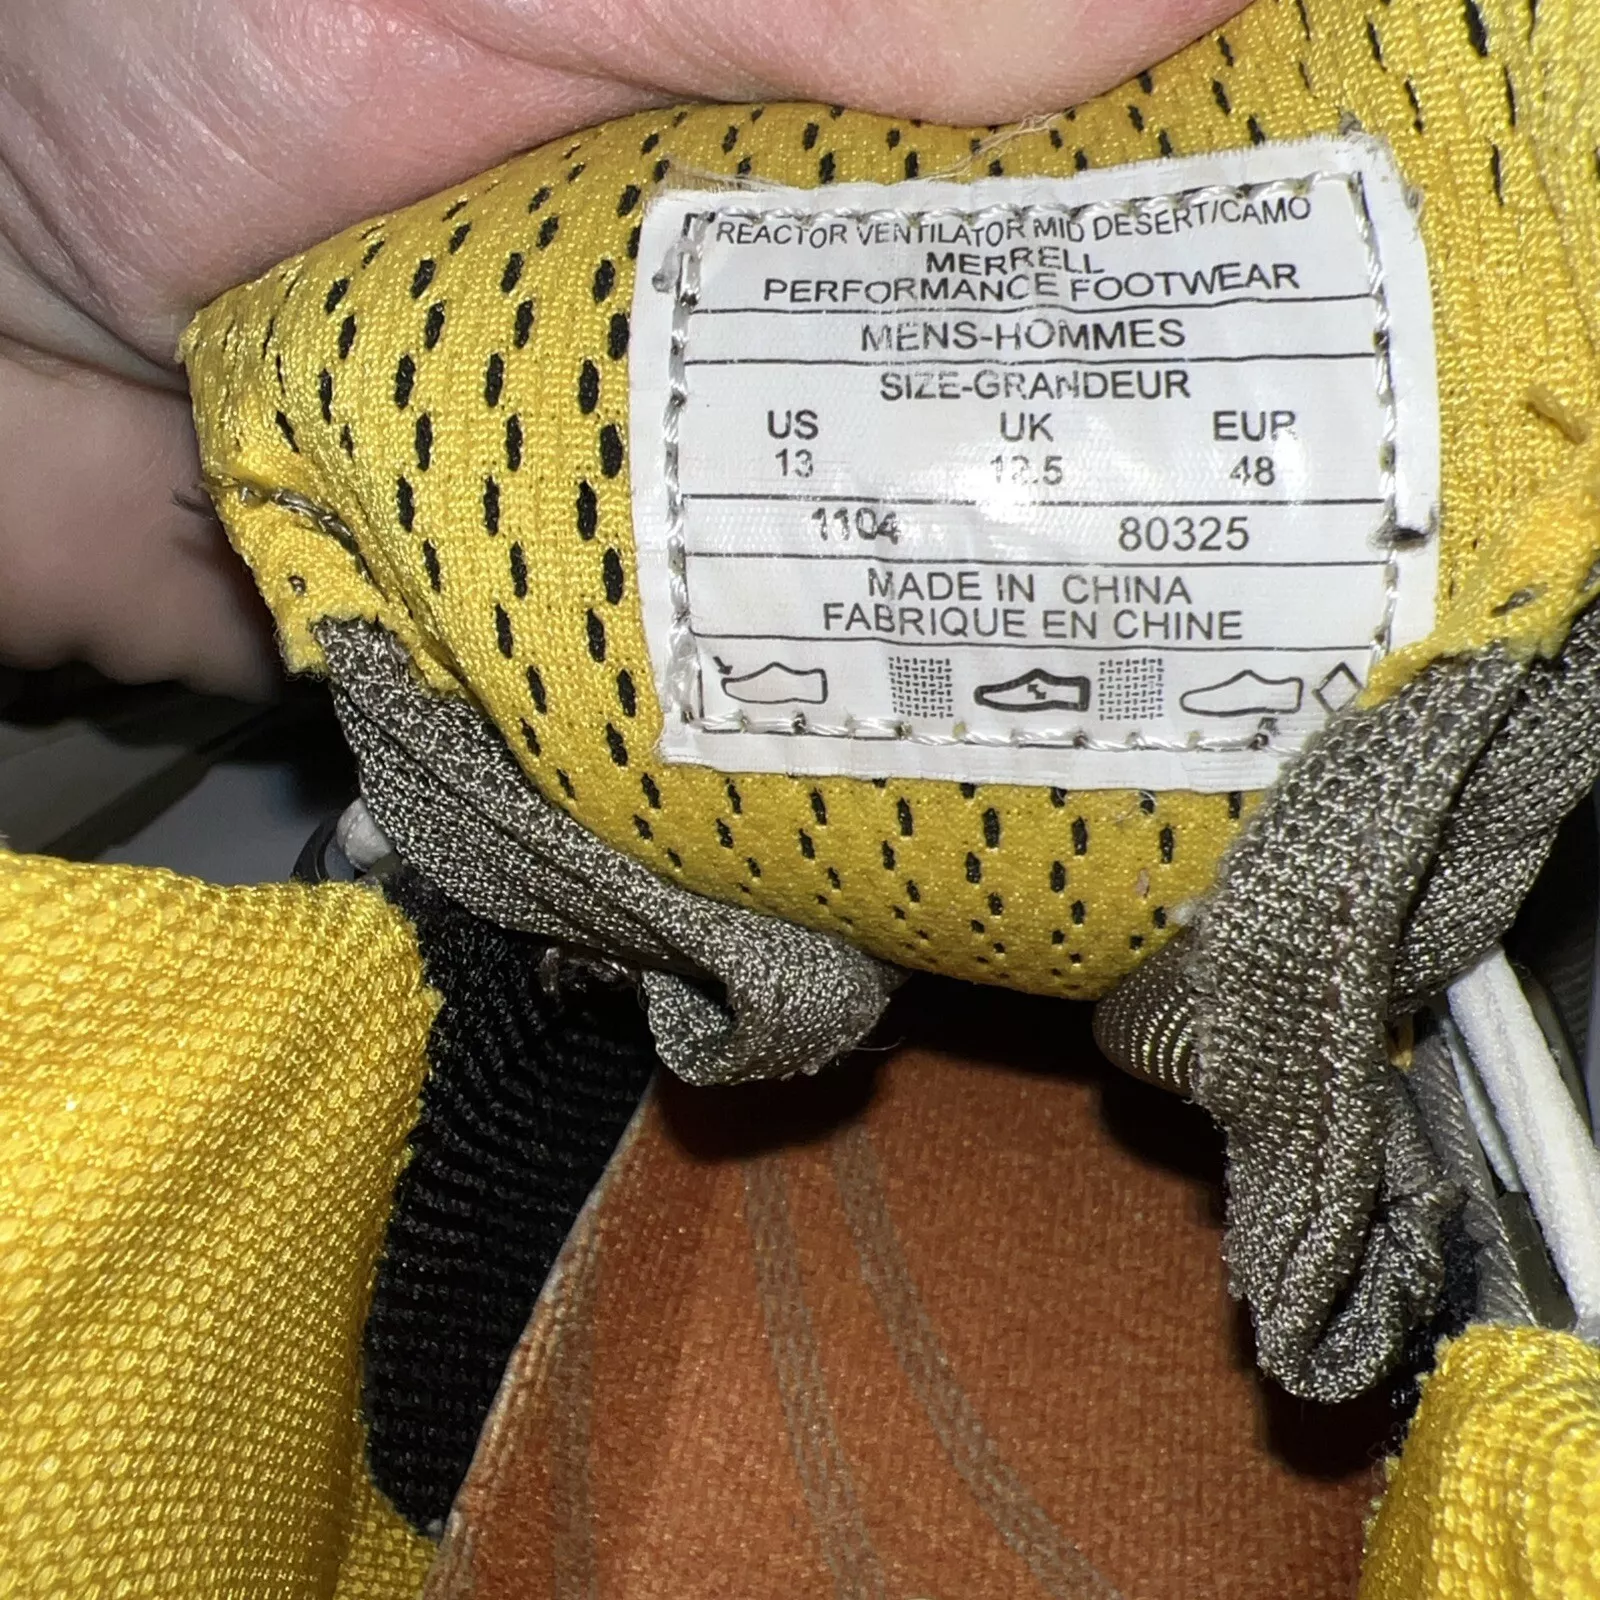 REACTOR VENTILATOR MID DESERT/CAMO
MERRELL
PERFORMANCE FOOTWEAR
MENS-HOMMES
SIZE-GRANDEUR
US UK EUR
13 12.5 48
1104 80325
MADE IN CHINA
FABRIQUE EN CHINE